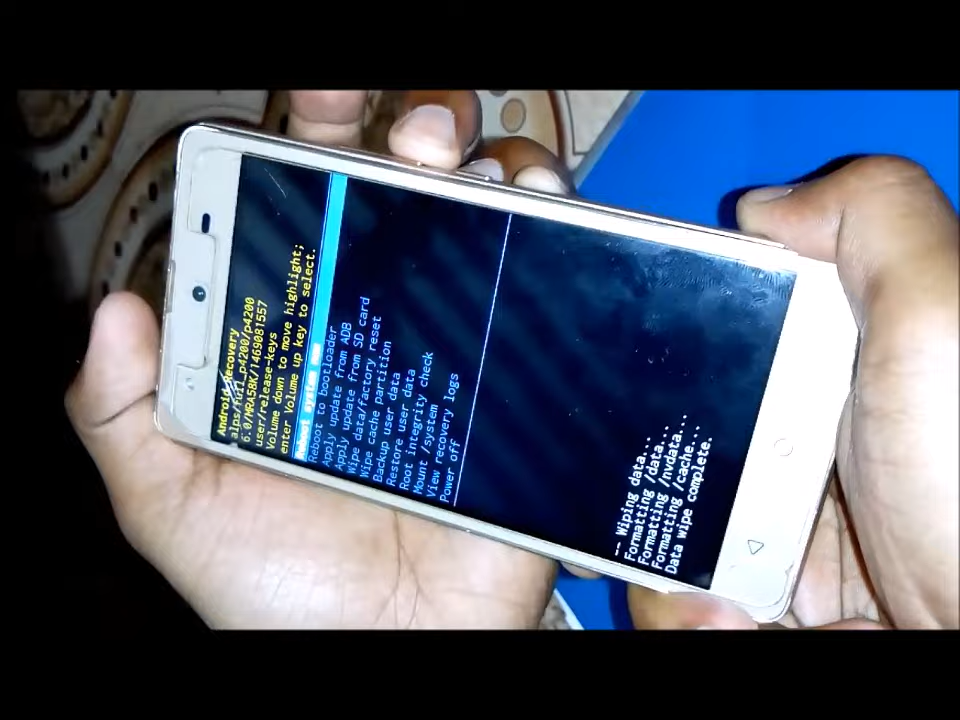 Android Recovery
alps/full_p4200/p4200
6.0/MRA58K/1469081557
user/release-keys
Volume down to move highlight;
enter Volume up key to select.
Reboot system now
Reboot to bootloader
Apply update from ADB
Apply update from SD card
Wipe data/factory reset
Wipe cache partition
Backup user data
Restore user data
Root integrity check
Mount /system
View recovery logs
Power off
-- Wiping data...
Formatting /data...
Formatting /nvdata...
Formatting /cache...
Data wipe complete.